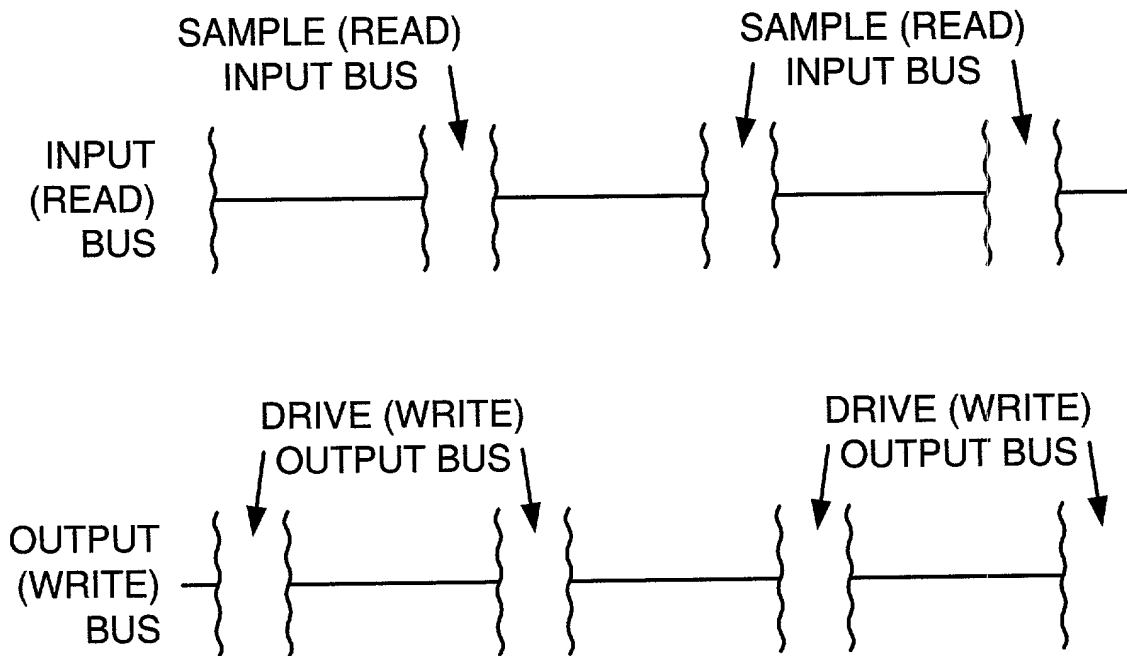 SAMPLE (READ)
INPUT BUS
SAMPLE (READ)
INPUT BUS
INPUT
(READ)
BUS
DRIVE (WRITE)
OUTPUT BUS
DRIVE (WRITE)
OUTPUT BUS
OUTPUT
(WRITE)
BUS